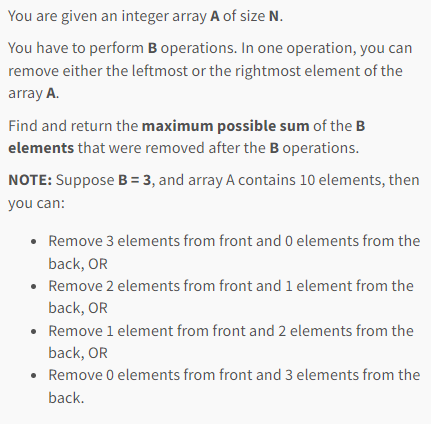 You are given an integer array A of size N.
You have to perform B operations. In one operation, you can
remove either the leftmost or the rightmost element of the
array A.
Find and return the maximum possible sum of the B
elements that were removed after the B operations.
NOTE: Suppose B = 3, and array A contains 10 elements, then
you can:
• Remove 3 elements from front and 0 elements from the
back, OR
• Remove 2 elements from front and 1 element from the
back, OR
• Remove 1 element from front and 2 elements from the
back, OR
• Remove 0 elements from front and 3 elements from the
back.